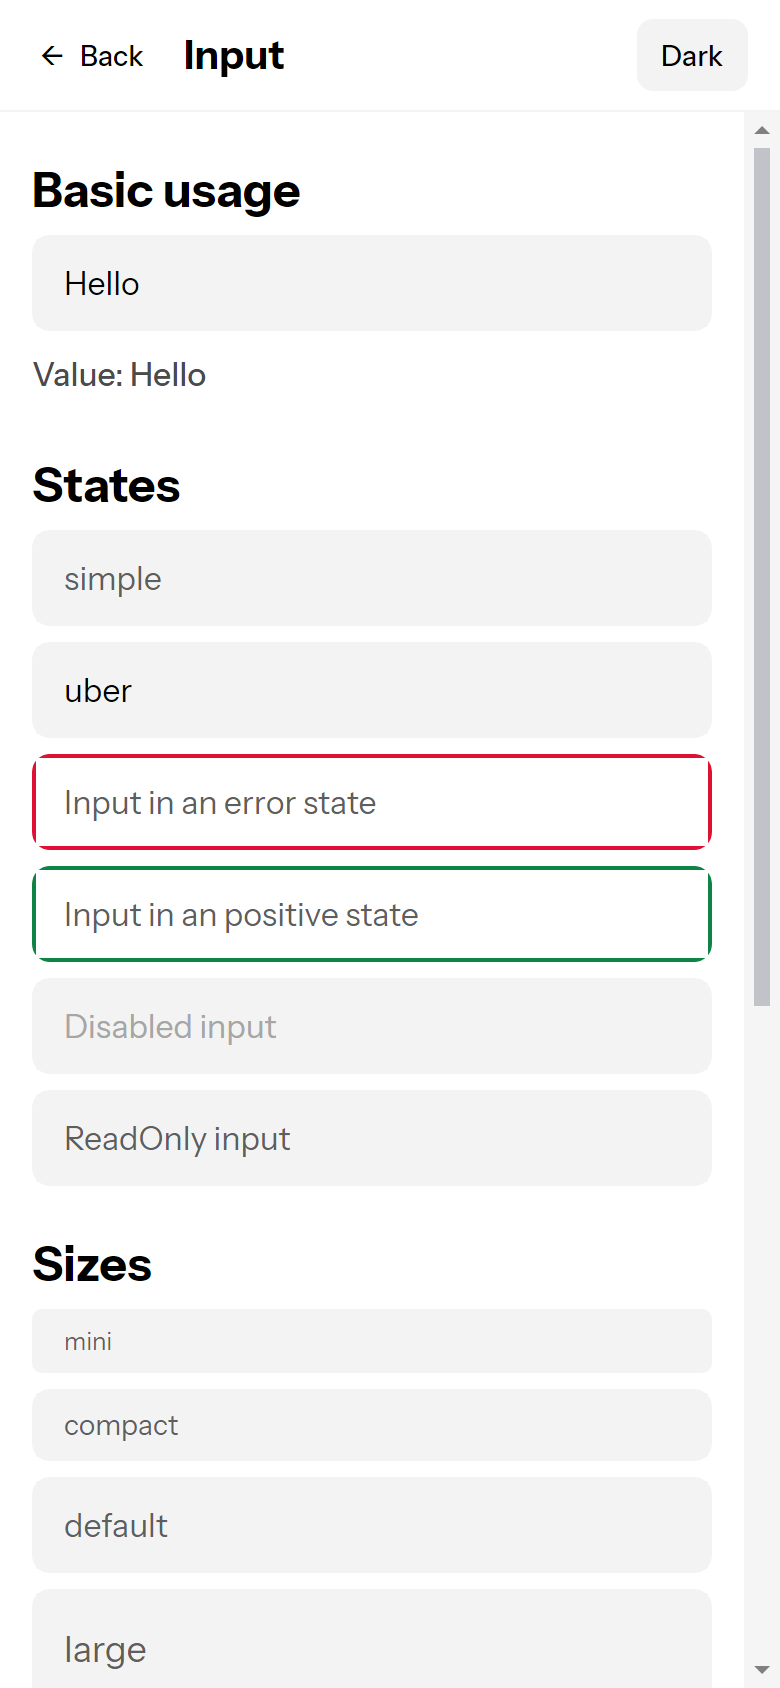 ← Back Input Dark
Basic usage
Hello
Value: Hello
States
simple
uber
Input in an error state
Input in an positive state
Disabled input
ReadOnly input
Sizes
mini
compact
default
large